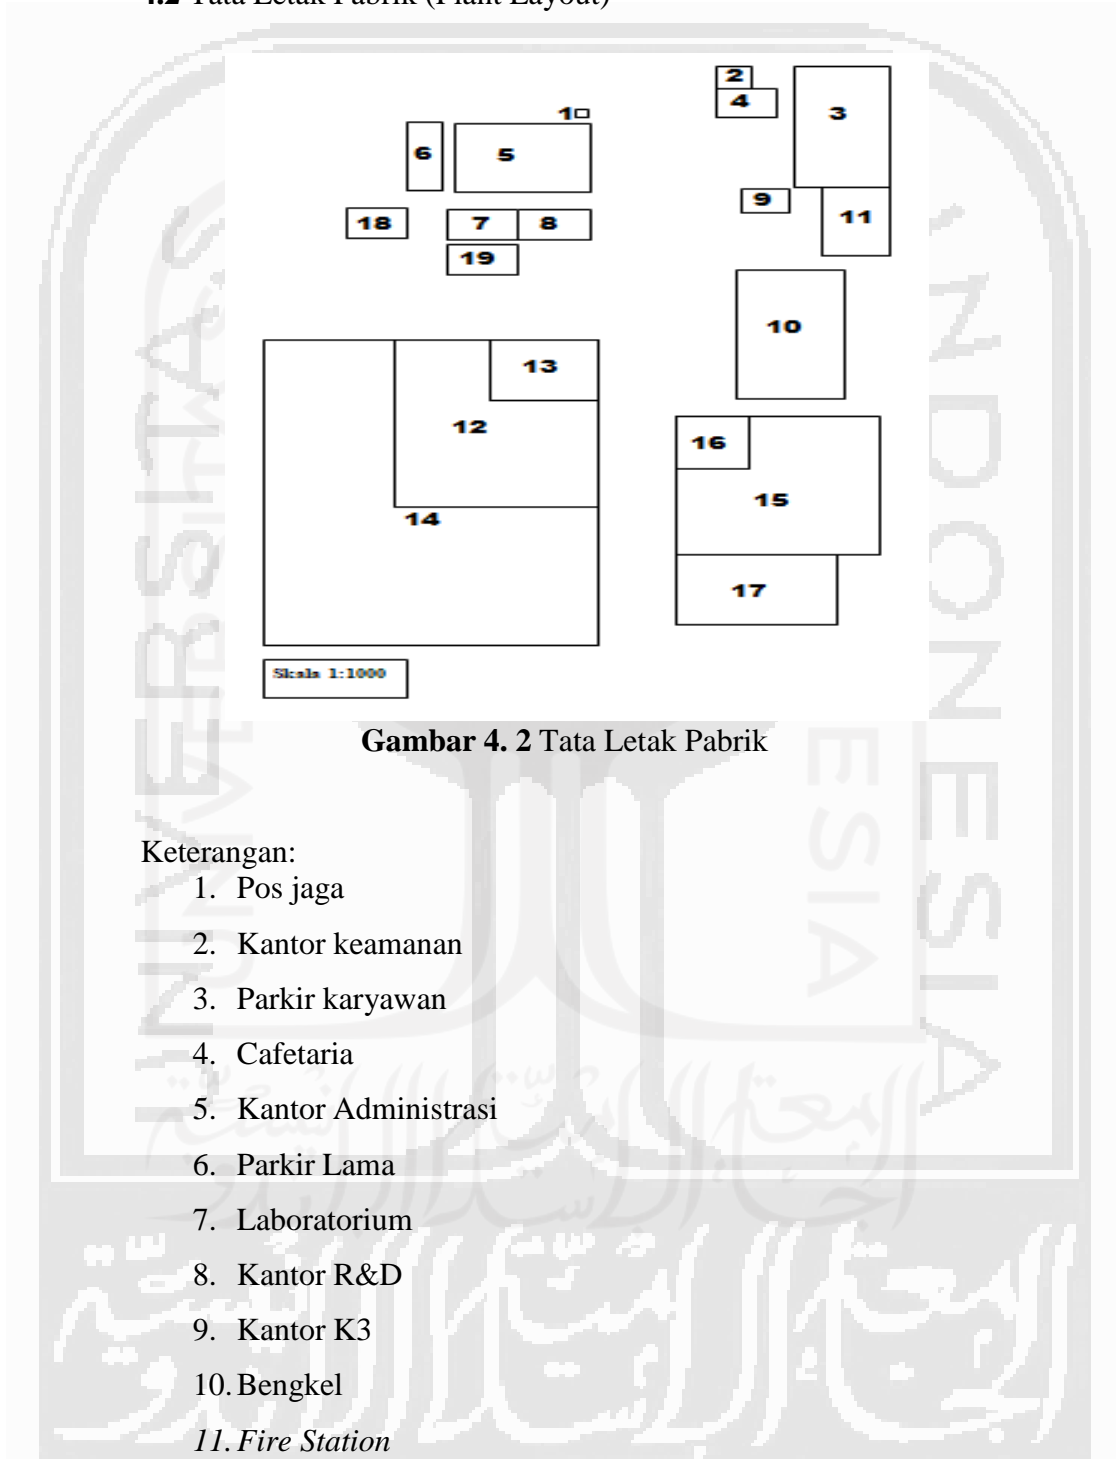 4.2 Tata Letak Pabrik (Plant Layout)
2
4
3
1
6
5
9
11
18
7
8
19
10
13
12
16
15
14
17
Skala 1:1000
Gambar 4. 2 Tata Letak Pabrik
Keterangan:
1. Pos jaga
2. Kantor keamanan
3. Parkir karyawan
4. Cafetaria
5. Kantor Administrasi
6. Parkir Lama
7. Laboratorium
8. Kantor R&D
9. Kantor K3
10. Bengkel
11. Fire Station
UNIVERSITAS
INDONESIA